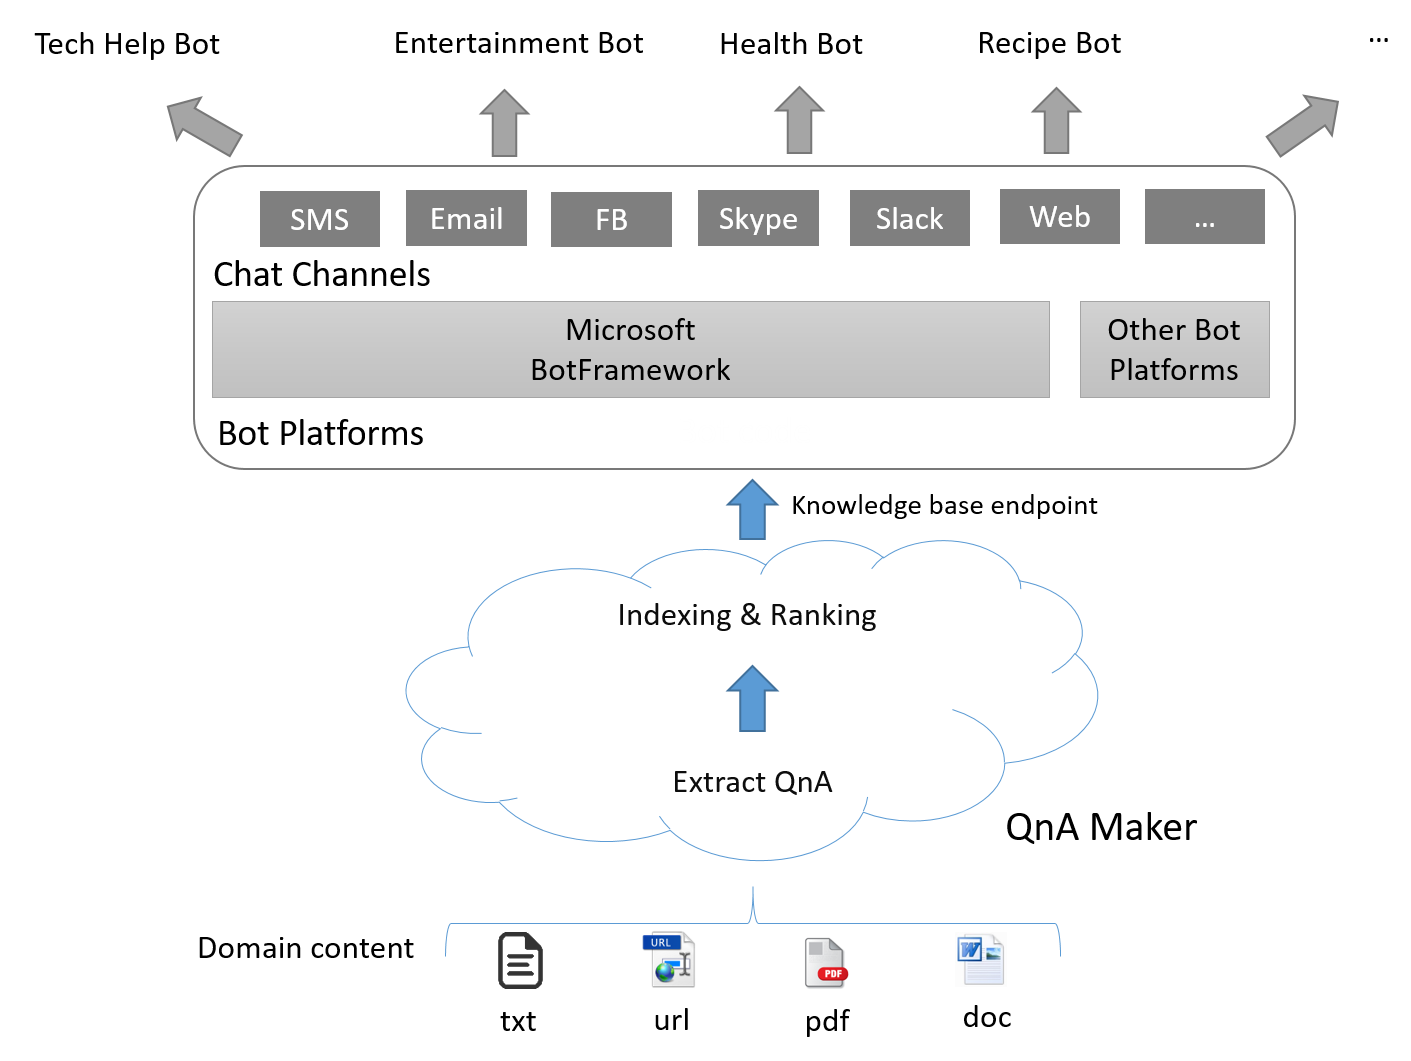 Tech Help Bot
Entertainment Bot
Health Bot
Recipe Bot
...
SMS
Email
FB
Skype
Slack
Web
...
Chat Channels
Microsoft
BotFramework
Other Bot
Platforms
Bot Platforms
Knowledge base endpoint
Indexing & Ranking
Extract QnA
QnA Maker
Domain content
URL
PDF
W
txt
url
pdf
doc